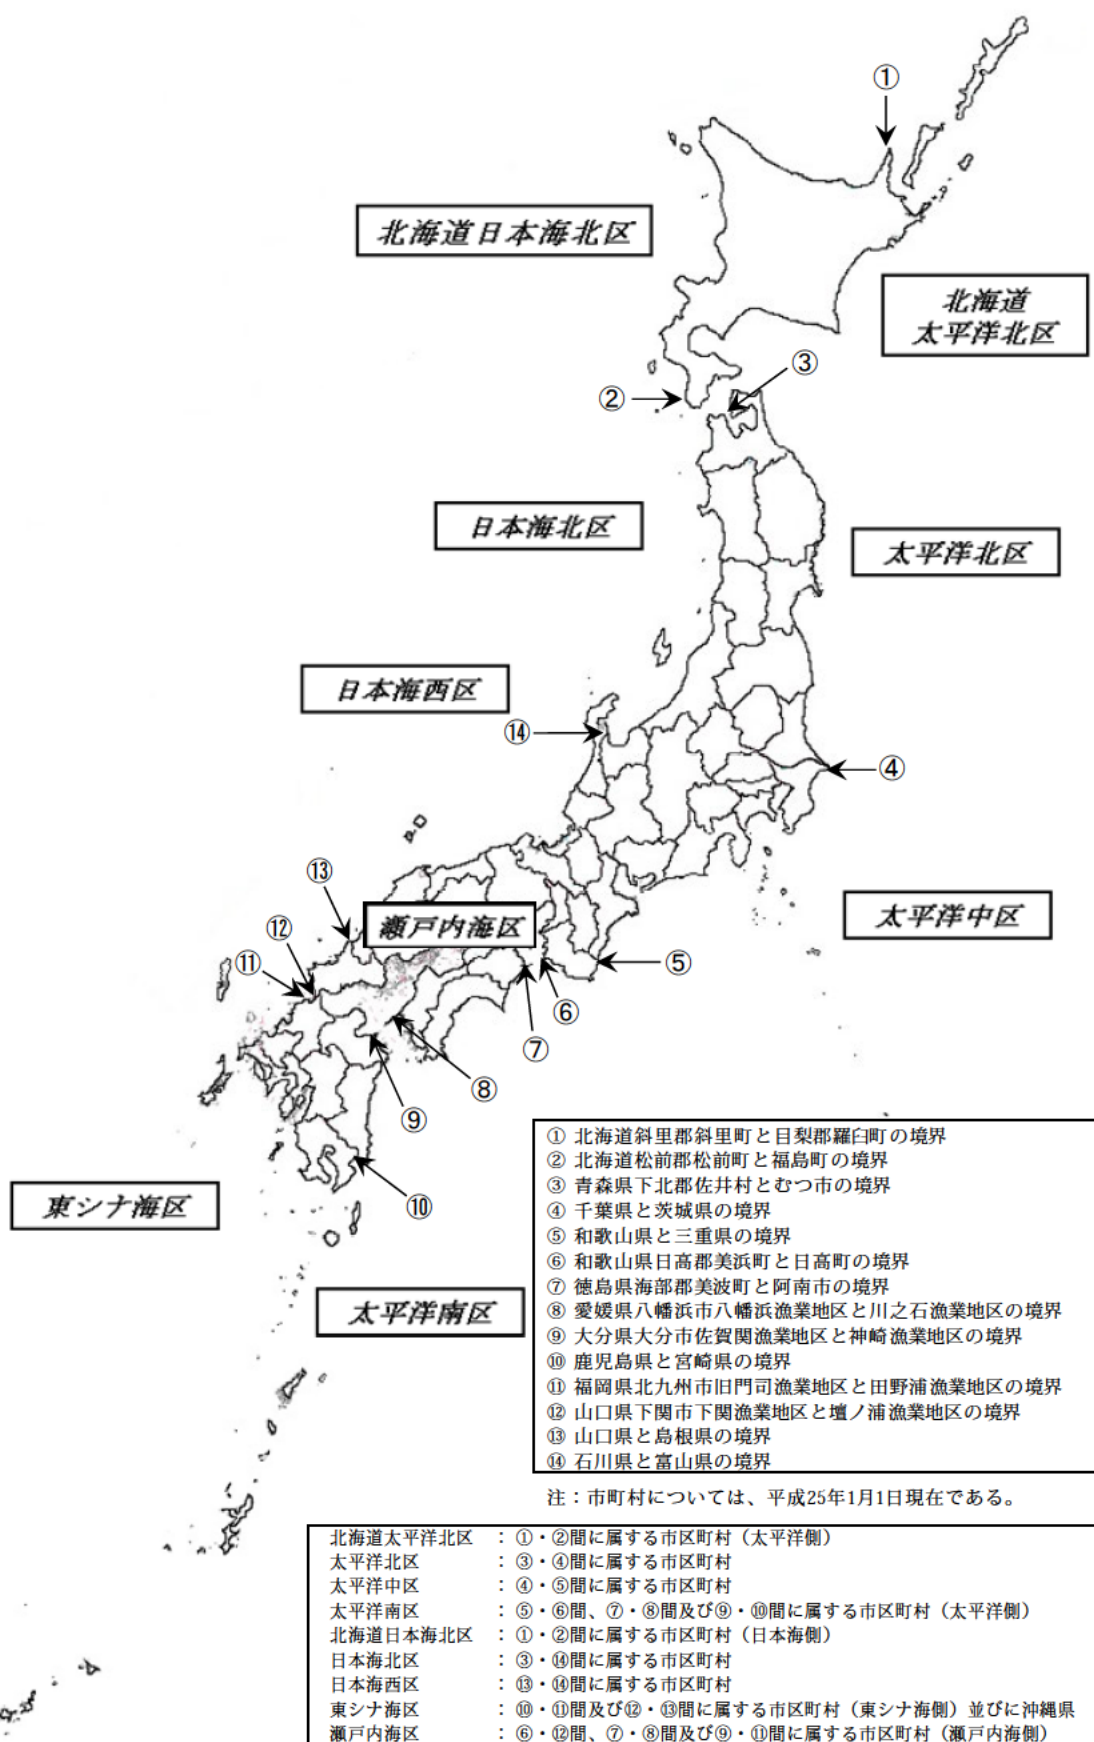 ①
北海道日本海北区
北海道
太平洋北区
③
②
日本海北区
太平洋北区
日本海西区
⑭
④
⑬
瀬戸内海区
太平洋中区
⑫
⑪
⑤
⑥
⑦
⑧
⑨
東シナ海区
⑩
太平洋南区
① 北海道斜里郡斜里町と目梨郡羅臼町の境界
② 北海道松前郡松前町と福島町の境界
③ 青森県下北郡佐井村とむつ市の境界
④ 千葉県と茨城県の境界
⑤ 和歌山県と三重県の境界
⑥ 和歌山県日高郡美浜町と日高町の境界
⑦ 徳島県海部郡美波町と阿南市の境界
⑧ 愛媛県八幡浜市八幡浜漁業地区と川之石漁業地区の境界
⑨ 大分県大分市佐賀関漁業地区と神崎漁業地区の境界
⑩ 鹿児島県と宮崎県の境界
⑪ 福岡県北九州市旧門司漁業地区と田野浦漁業地区の境界
⑫ 山口県下関市下関漁業地区と壇ノ浦漁業地区の境界
⑬ 山口県と島根県の境界
⑭ 石川県と富山県の境界
注：市町村については、平成25年1月1日現在である。
北海道太平洋北区 ：①・②間に属する市区町村（太平洋側）
太平洋北区 ：③・④間に属する市区町村
太平洋中区 ：④・⑤間に属する市区町村
太平洋南区 ：⑤・⑥間、⑦・⑧間及び⑨・⑩間に属する市区町村（太平洋側）
北海道日本海北区 ：①・②間に属する市区町村（日本海側）
日本海北区 ：③・⑭間に属する市区町村
日本海西区 ：⑬・⑭間に属する市区町村
東シナ海区 ：⑩・⑪間及び⑫・⑬間に属する市区町村（東シナ海側）並びに沖縄県
瀬戸内海区 ：⑥・⑫間、⑦・⑧間及び⑨・⑪間に属する市区町村（瀬戸内海側）